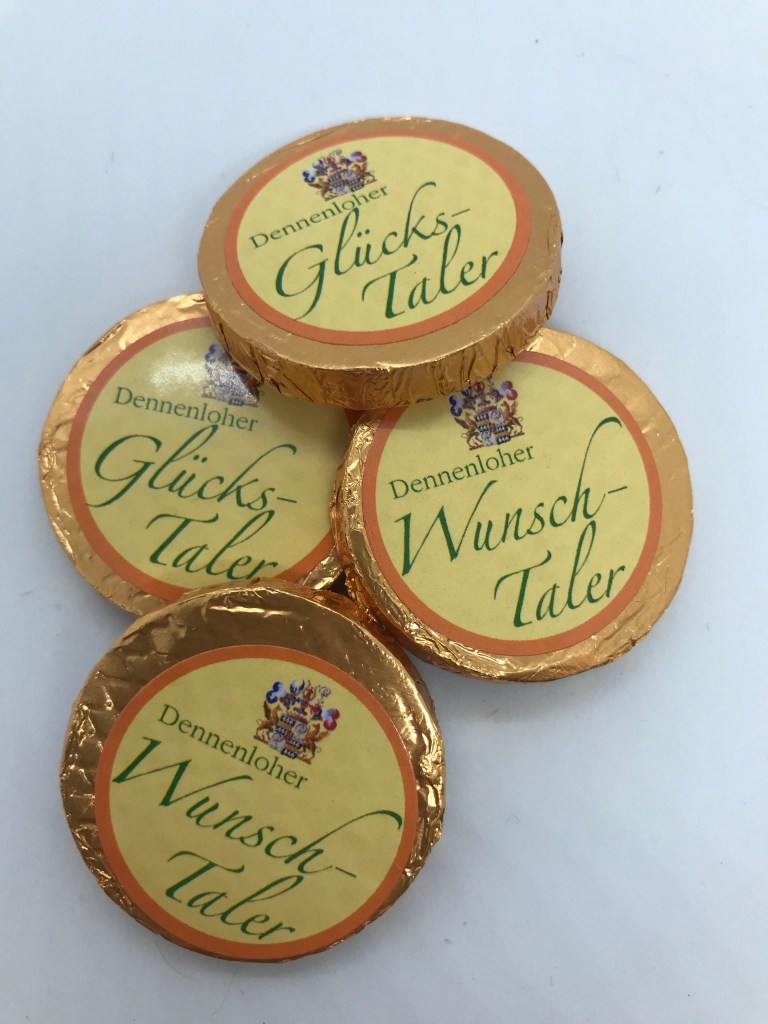 Dennenloher
Glücks-
Taler
Dennenloher
Glücks-
Taler
Dennenloher
Wunsch-
Taler
Dennenloher
Wunsch-
Taler